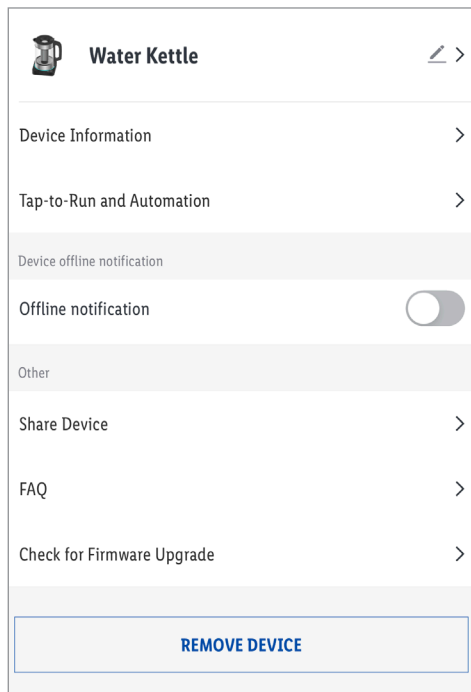 Water Kettle
Device Information
Tap-to-Run and Automation
Device offline notification
Offline notification
Other
Share Device
FAQ
Check for Firmware Upgrade
REMOVE DEVICE